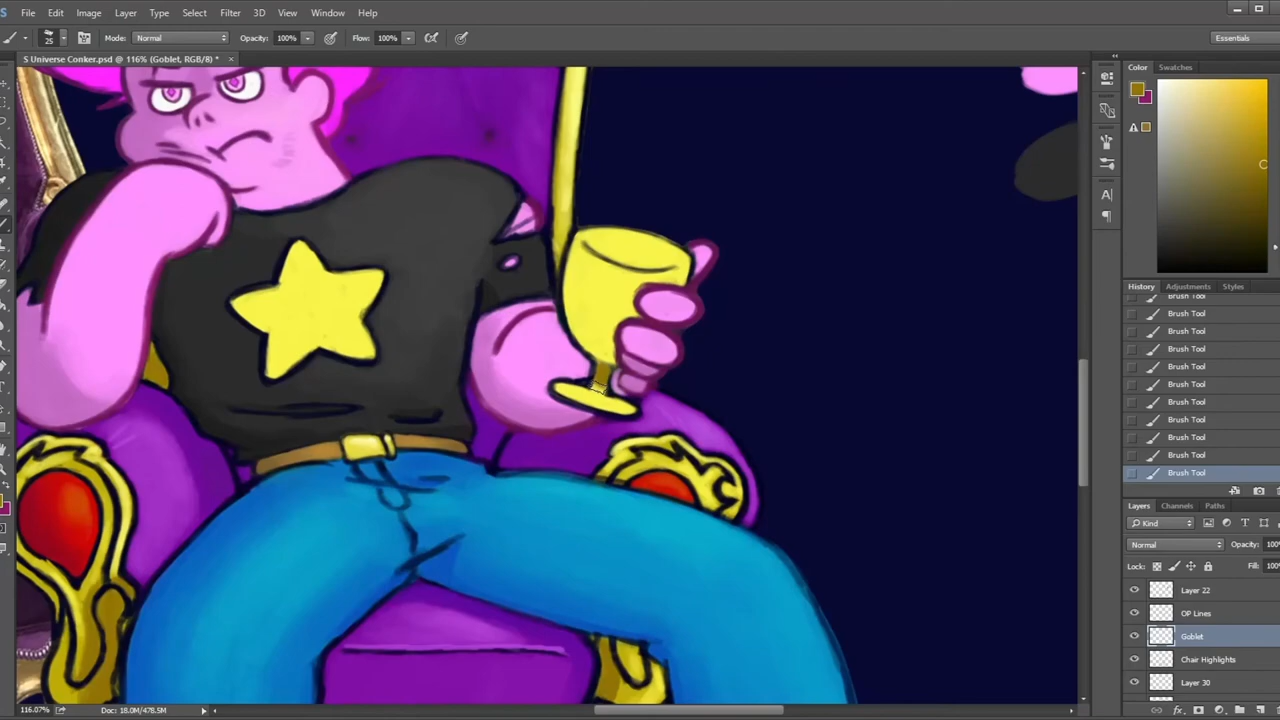 File Edit Image Layer Type Select Filter 3D View Window Help
25 Mode: Normal Opacity: 100% Flow: 100% Essentials
S Universe Conker.psd @ 116% (Goblet, RGB/8) *
Color Swatches
History Adjustments Styles
Brush Tool
Brush Tool
Brush Tool
Brush Tool
Brush Tool
Brush Tool
Brush Tool
Brush Tool
Brush Tool
Brush Tool
Brush Tool
Layers Channels Paths
Kind
Normal Opacity: 100%
Lock: Fill: 100%
Layer 22
OP Lines
Goblet
Chair Highlights
Layer 30
116.07% Doc: 18.0M/478.5M